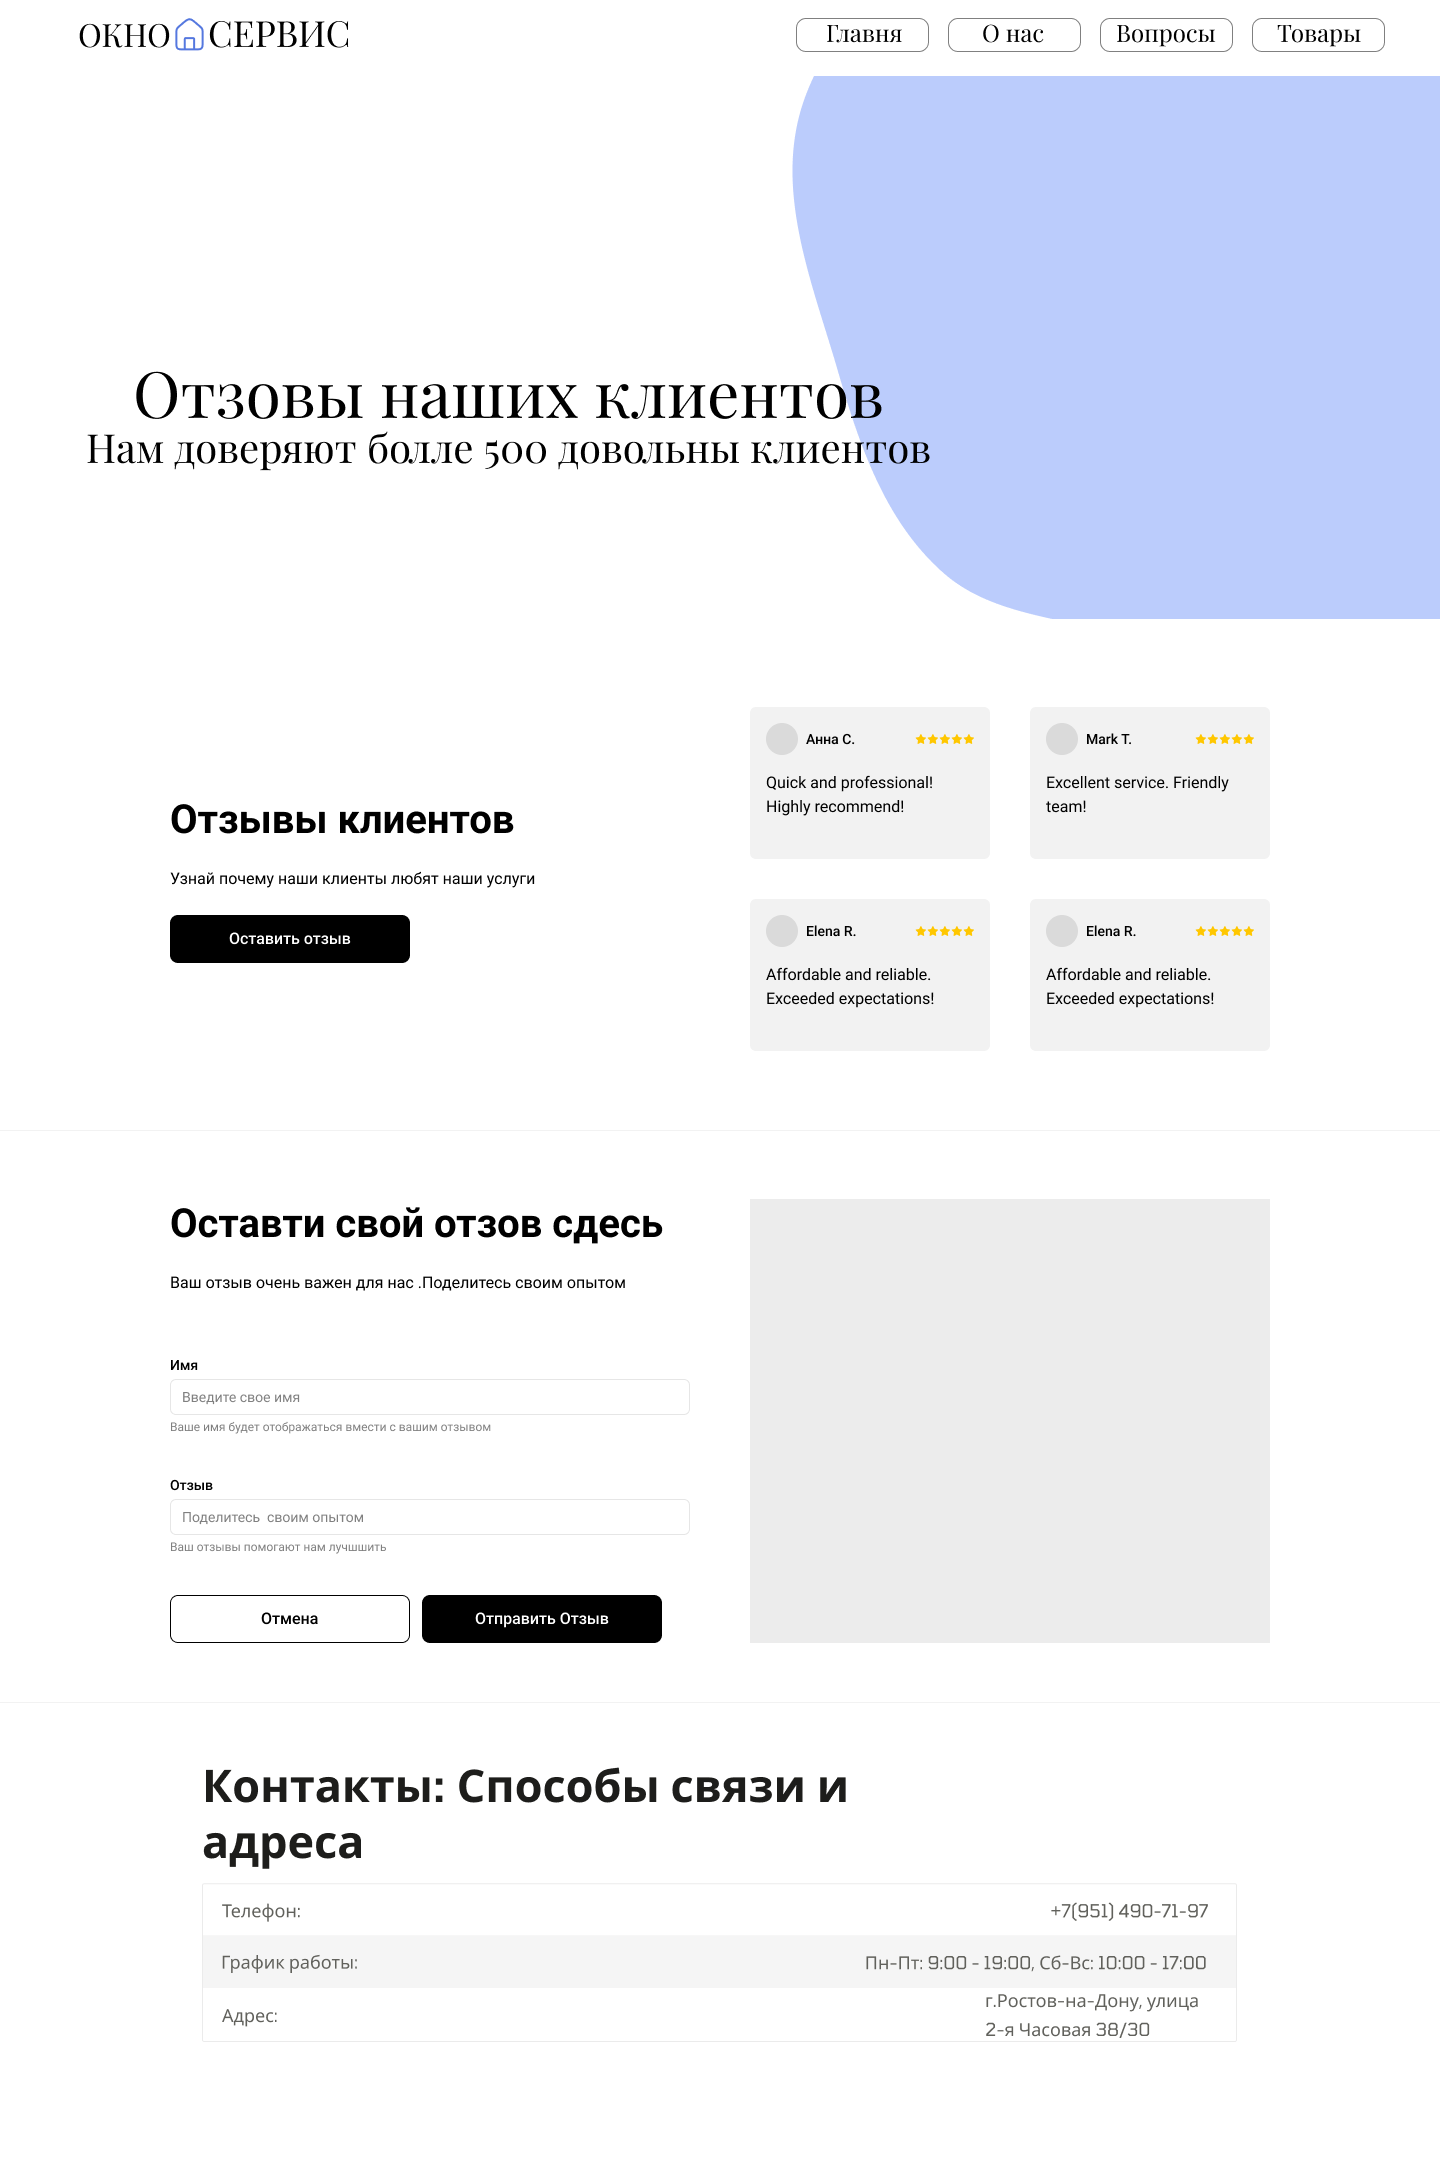 ОКНО СЕРВИС
Главня
О нас
Вопросы
Товары
Отзовы наших клиентов
Нам доверяют болле 500 довольны клиентов
Анна С.
Quick and professional!
Highly recommend!
Mark T.
Excellent service. Friendly
team!
Отзывы клиентов
Узнай почему наши клиенты любят наши услуги
Оставить отзыв
Elena R.
Affordable and reliable.
Exceeded expectations!
Elena R.
Affordable and reliable.
Exceeded expectations!
Оставти свой отзов сдесь
Ваш отзыв очень важен для нас .Поделитесь своим опытом
Имя
Введите свое имя
Ваше имя будет отображаться вмести с вашим отзывом
Отзыв
Поделитесь  своим опытом
Ваш отзывы помогают нам лучшшить
Отмена
Отправить Отзыв
Контакты: Способы связи и
адреса
Телефон:
+7(951) 490-71-97
График работы:
Пн-Пт: 9:00 - 19:00, Сб-Вс: 10:00 - 17:00
Адрес:
г.Ростов-на-Дону, улица
2-я Часовая 38/30